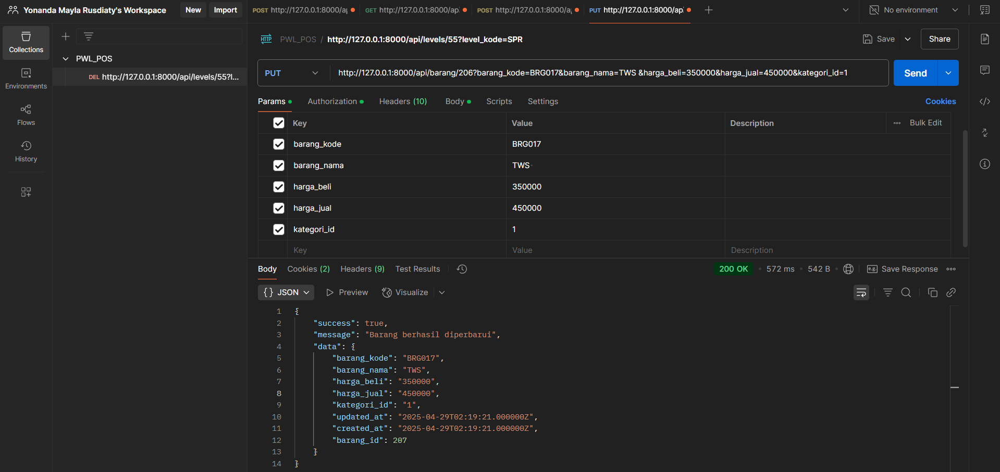 Yonanda Mayla Rusdiaty's Workspace
New
Import
POST http://127.0.0.1:8000/a
GET http://127.0.0.1:8000/ap
POST http://127.0.0.1:8000/a
PUT http://127.0.0.1:8000/ap
No environment
Collections
Environments
Flows
History
PWL_POS
DEL http://127.0.0.1:8000/api/levels/55?l...
HTTP PWL_POS / http://127.0.0.1:8000/api/levels/55?level_kode=SPR
Save
Share
PUT
http://127.0.0.1:8000/api/barang/206?barang_kode=BRG017&barang_nama=TWS &harga_beli=350000&harga_jual=450000&kategori_id=1
Send
Params
Authorization
Headers (10)
Body
Scripts
Settings
Cookies
Key Value Description ... Bulk Edit
barang_kode BRG017
barang_nama TWS
harga_beli 350000
harga_jual 450000
kategori_id 1
Key Value Description
Body Cookies (2) Headers (9) Test Results
200 OK • 572 ms • 542 B • e.g. Save Response ...
{} JSON Preview Visualize
1 {
2 "success": true,
3 "message": "Barang berhasil diperbarui",
4 "data": {
5 "barang_kode": "BRG017",
6 "barang_nama": "TWS",
7 "harga_beli": "350000",
8 "harga_jual": "450000",
9 "kategori_id": "1",
10 "updated_at": "2025-04-29T02:19:21.000000Z",
11 "created_at": "2025-04-29T02:19:21.000000Z",
12 "barang_id": 207
13 }
14 }